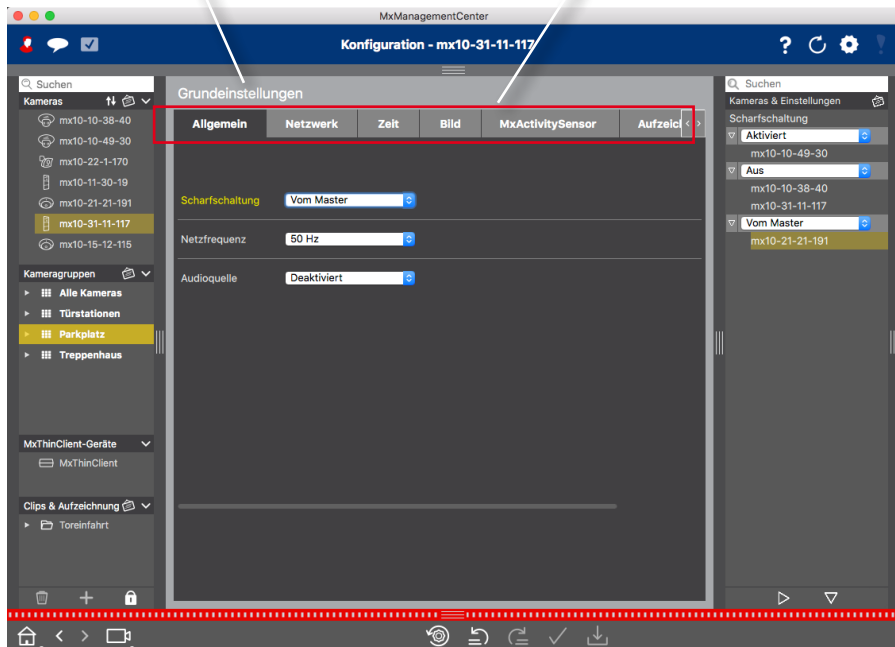 MxManagementCenter
Konfiguration - mx10-31-11-117
?
Suchen
Kameras
mx10-10-38-40
mx10-10-49-30
mx10-22-1-170
mx10-11-30-19
mx10-21-21-191
mx10-31-11-117
mx10-15-12-115
Kameragruppen
Alle Kameras
Türstationen
Parkplatz
Treppenhaus
MxThinClient-Geräte
MxThinClient
Clips & Aufzeichnung
Toreinfahrt
Grundeinstellungen
Allgemein Netzwerk Zeit Bild MxActivitySensor Aufzeicl
Scharfschaltung Vom Master
Netzfrequenz 50 Hz
Audioquelle Deaktiviert
Suchen
Kameras & Einstellungen
Scharfschaltung
Aktiviert
mx10-10-49-30
Aus
mx10-10-38-40
mx10-31-11-117
Vom Master
mx10-21-21-191